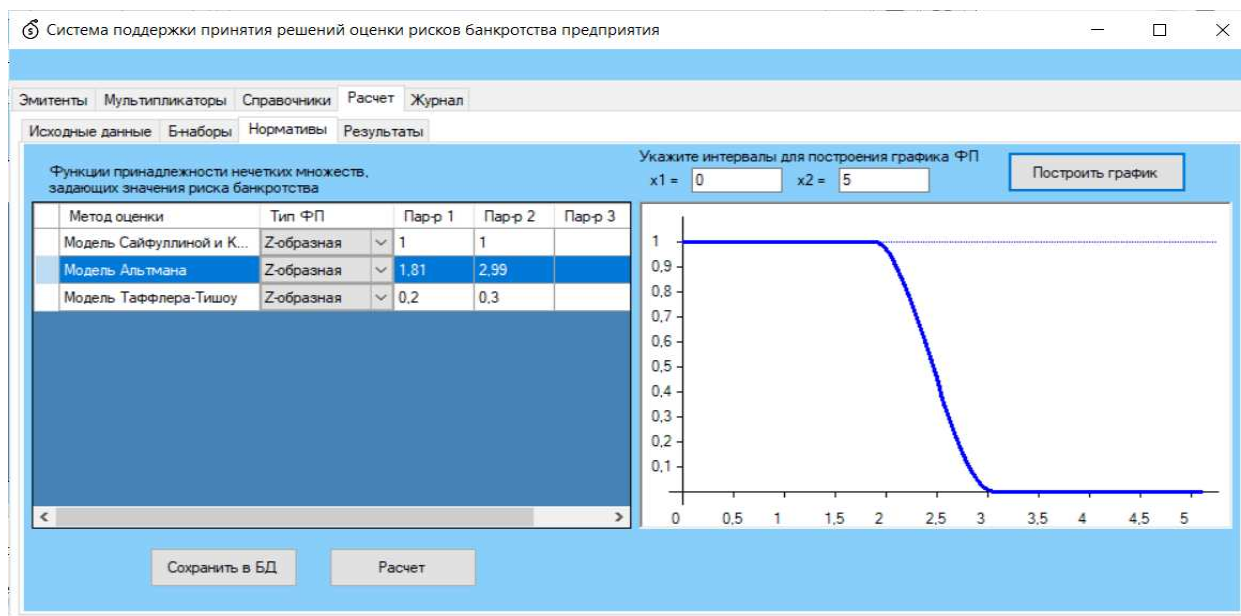 Система поддержки принятия решений оценки рисков банкротства предприятия
Эмитенты Мультипликаторы Справочники Расчет Журнал
Исходные данные Б-наборы Нормативы Результаты
Функции принадлежности нечетких множеств,
задающих значения риска банкротства
Укажите интервалы для построения графика ФП
x1 = 0 x2 = 5
Построить график
Метод оценки Тип ФП Пар-р 1 Пар-р 2 Пар-р 3
Модель Сайфуллиной и К... Z-образная 1 1
Модель Альтмана Z-образная 1,81 2,99
Модель Таффлера-Тишоу Z-образная 0,2 0,3
1
0,9
0,8
0,7
0,6
0,5
0,4
0,3
0,2
0,1
0 0,5 1 1,5 2 2,5 3 3,5 4 4,5 5
Сохранить в БД Расчет